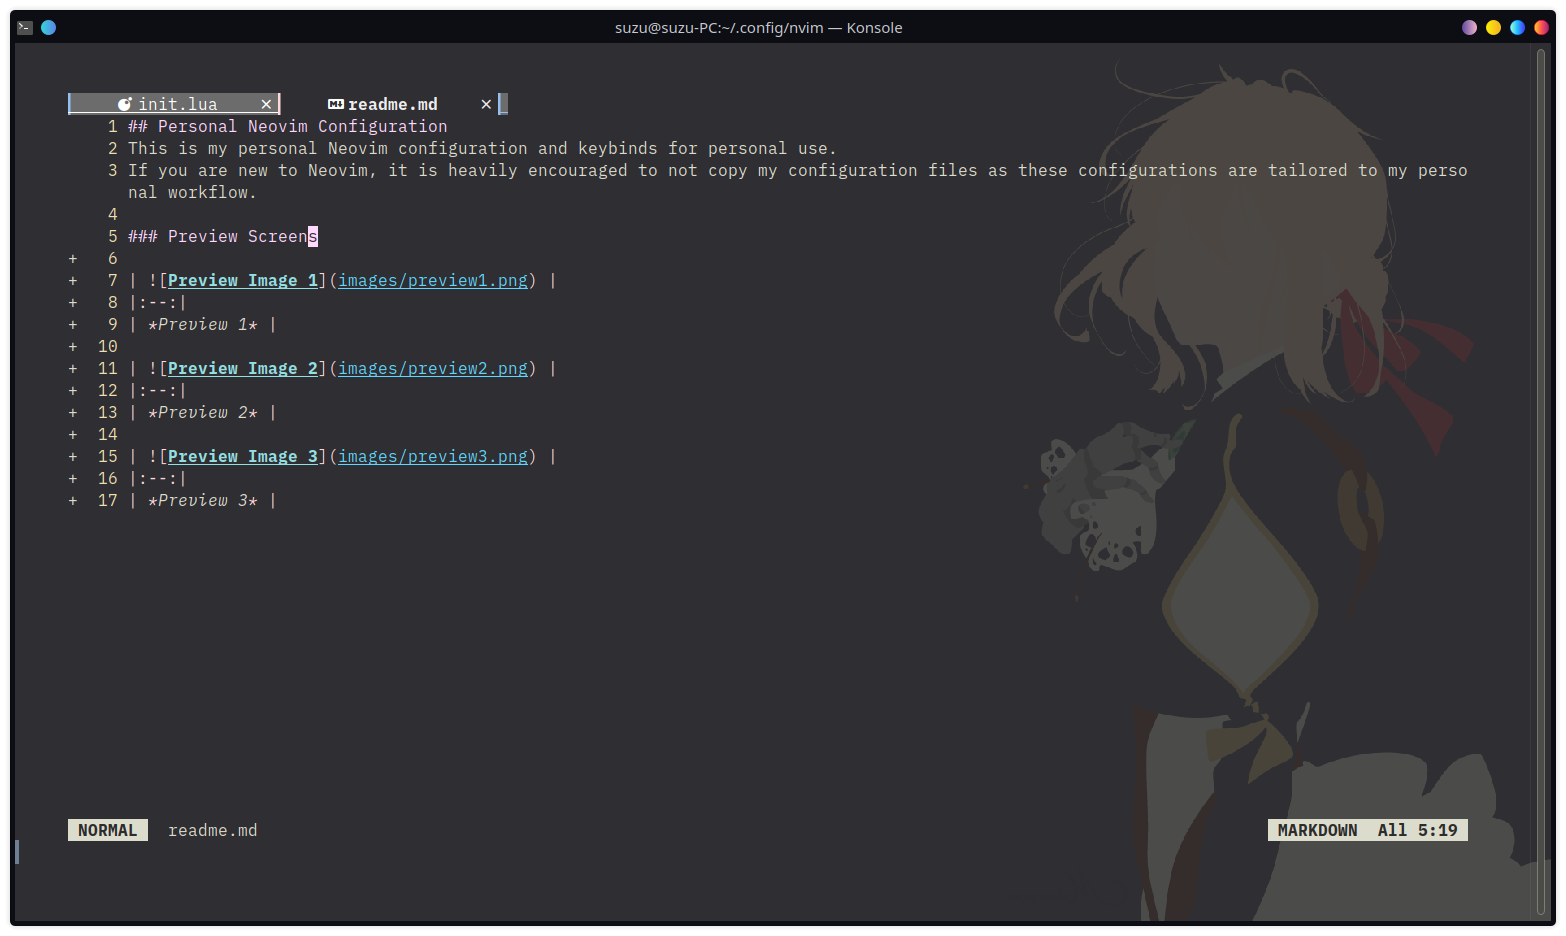 suzu@suzu-PC:~/.config/nvim — Konsole
init.lua × readme.md ×
1 ## Personal Neovim Configuration
2 This is my personal Neovim configuration and keybinds for personal use.
3 If you are new to Neovim, it is heavily encouraged to not copy my configuration files as these configurations are tailored to my perso
nal workflow.
4
5 ### Preview Screens
+ 6
+ 7 | ![Preview Image 1](images/preview1.png) |
+ 8 |:--:|
+ 9 | *Preview 1* |
+ 10
+ 11 | ![Preview Image 2](images/preview2.png) |
+ 12 |:--:|
+ 13 | *Preview 2* |
+ 14
+ 15 | ![Preview Image 3](images/preview3.png) |
+ 16 |:--:|
+ 17 | *Preview 3* |
NORMAL readme.md MARKDOWN All 5:19